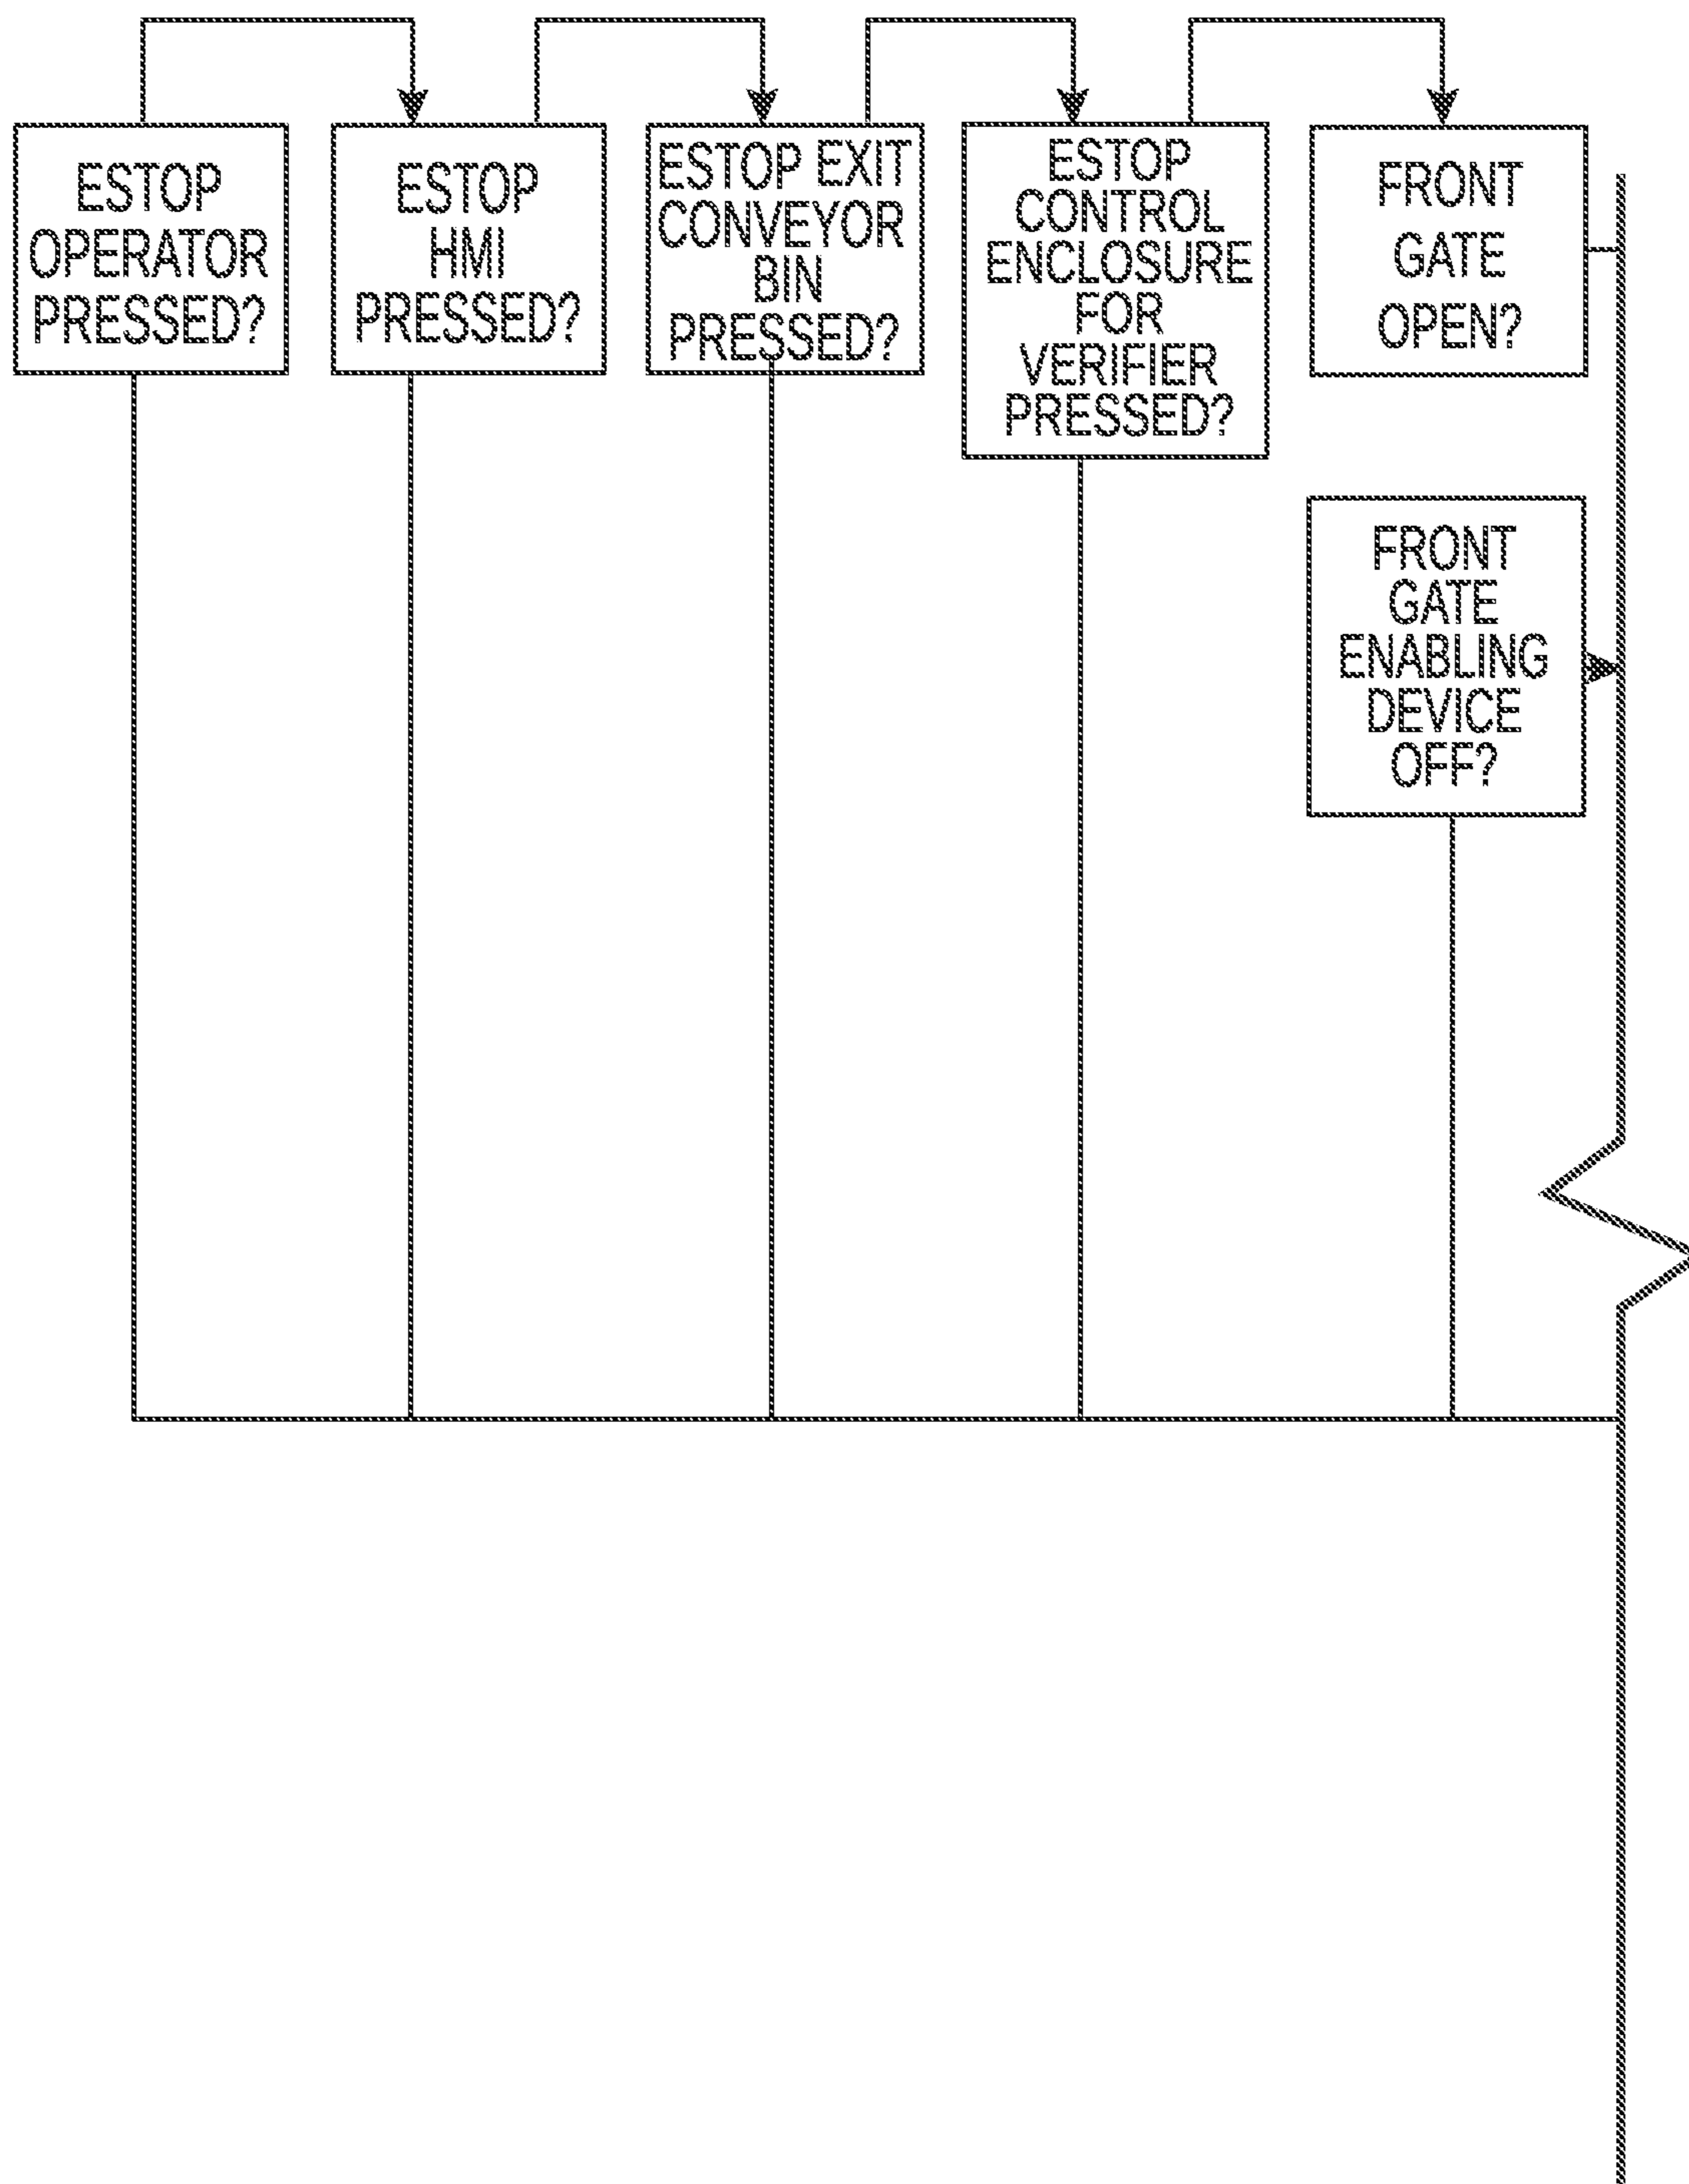 ESTOP
OPERATOR
PRESSED?
ESTOP
HMI
PRESSED?
ESTOP EXIT
CONVEYOR
BIN
PRESSED?
ESTOP
CONTROL
ENCLOSURE
FOR
VERIFIER
PRESSED?
FRONT
GATE
OPEN?
FRONT
GATE
ENABLING
DEVICE
OFF?